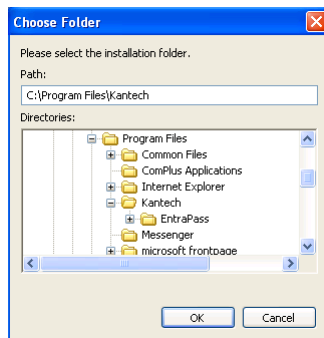 Choose Folder
Please select the installation folder.
Path:
C:\Program Files\Kantech
Directories:
Program Files
Common Files
ComPlus Applications
Internet Explorer
Kantech
EntraPass
Messenger
microsoft frontpage
OK
Cancel